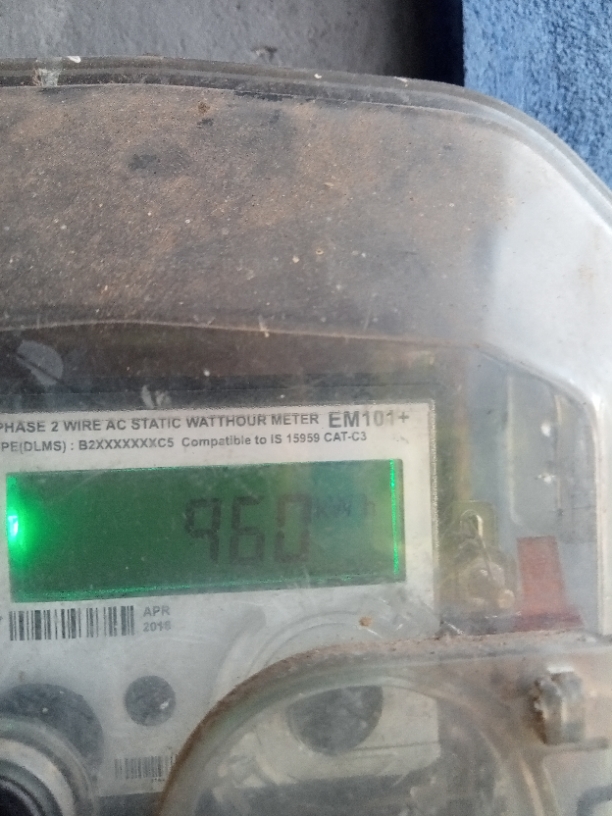 PHASE 2 WIRE AC STATIC WATTHOUR METER EM101+
PE(DLMS) : B2XXXXXXXC5 Compatible to IS 15959 CAT-C3
960 kWh
APR